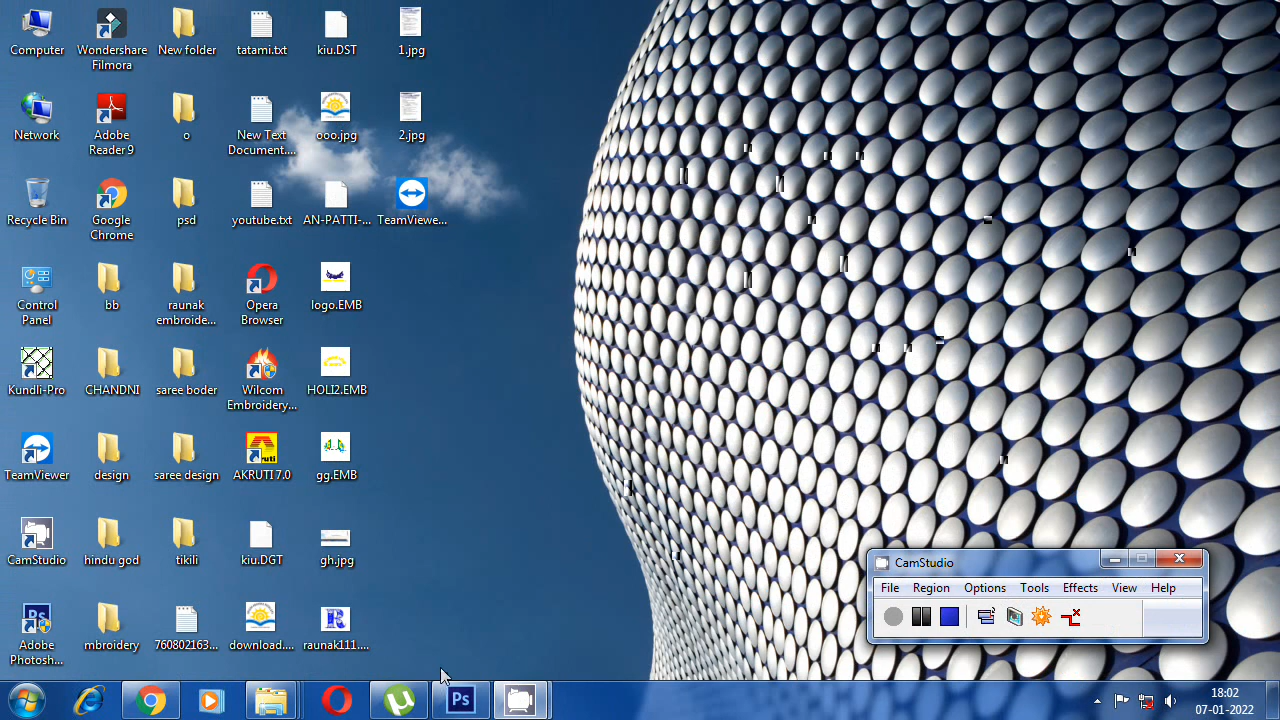 Computer
Wondershare
Filmora
New folder
tatami.txt
kiu.DST
1.jpg
Network
Adobe
Reader 9
o
New Text
Document....
ooo.jpg
2.jpg
Recycle Bin
Google
Chrome
psd
youtube.txt
AN-PATTI-...
TeamViewe...
Control
Panel
bb
raunak
embroide...
Opera
Browser
logo.EMB
Kundli-Pro
CHANDNI
saree boder
Wilcom
Embroidery...
HOLI2.EMB
TeamViewer
design
saree design
AKRUTI 7.0
gg.EMB
CamStudio
hindu god
tikili
kiu.DGT
gh.jpg
Adobe
Photosh...
mbroidery
760802163...
download....
raunak111....
CamStudio
File Region Options Tools Effects View Help
Ps
18:02
07-01-2022